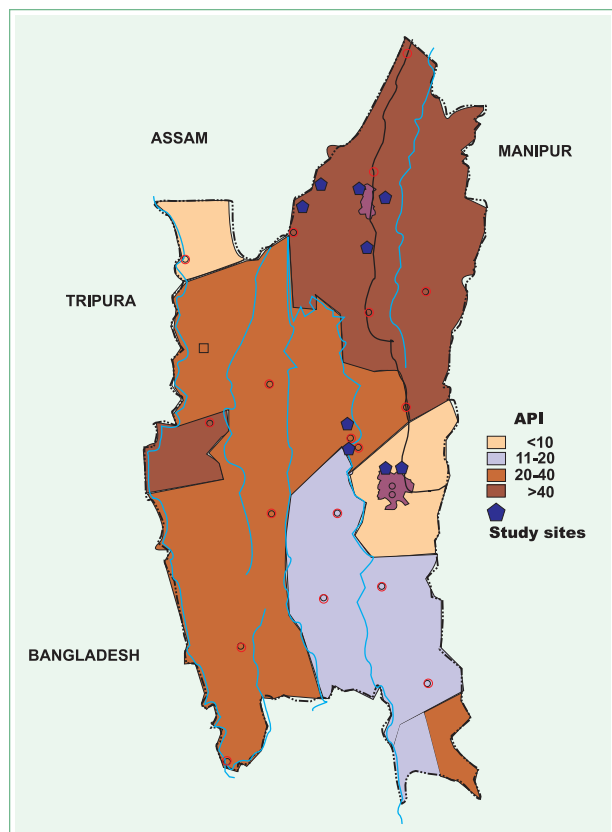 ASSAM
MANIPUR
TRIPURA
API
<10
11-20
20-40
>40
Study sites
BANGLADESH